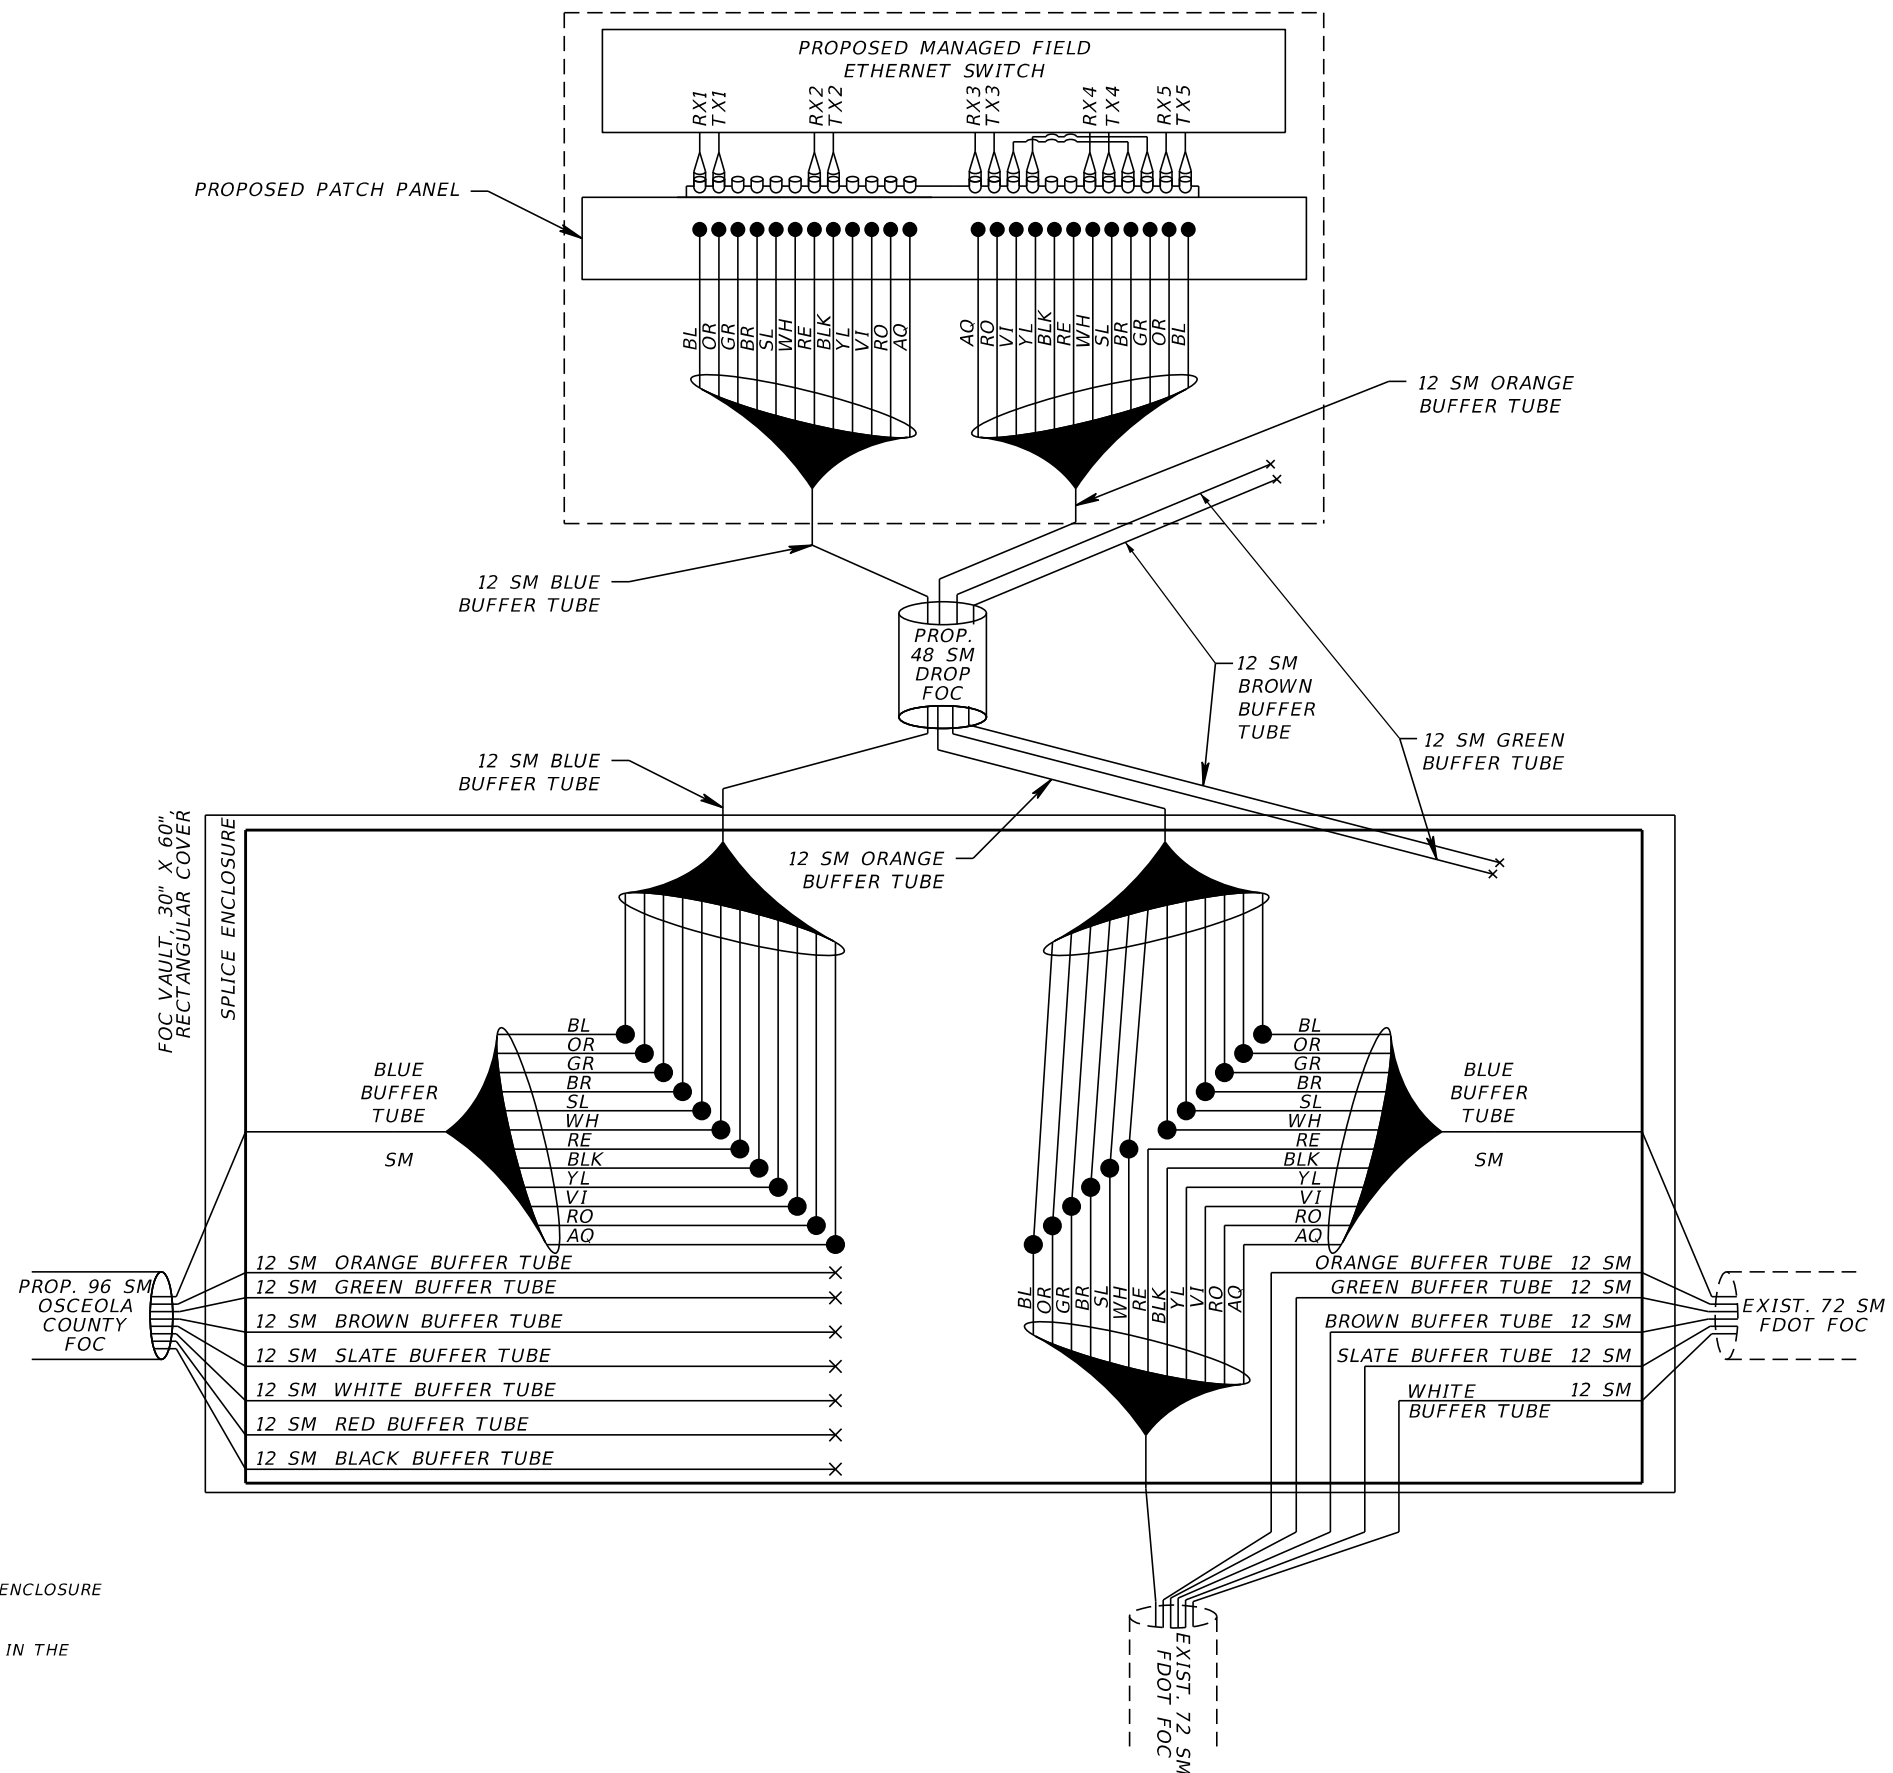 PROPOSED MANAGED FIELD
ETHERNET SWITCH
RX1
TX1
RX2
TX2
RX3
TX3
RX4
TX4
RX5
TX5
PROPOSED PATCH PANEL
BL
OR
GR
BR
SL
WH
RE
BLK
YL
VI
RO
AQ
AQ
RO
VI
YL
BLK
RE
WH
SL
BR
GR
OR
BL
12 SM ORANGE
BUFFER TUBE
12 SM BLUE
BUFFER TUBE
PROP.
48 SM
DROP
FOC
12 SM
BROWN
BUFFER
TUBE
12 SM GREEN
BUFFER TUBE
12 SM BLUE
BUFFER TUBE
12 SM ORANGE
BUFFER TUBE
FOC VAULT, 30" X 60",
RECTANGULAR COVER
SPLICE ENCLOSURE
BLUE
BUFFER
TUBE
SM
BL
OR
GR
BR
SL
WH
RE
BLK
YL
VI
RO
AQ
BL
OR
GR
BR
SL
WH
RE
BLK
YL
VI
RO
AQ
BLUE
BUFFER
TUBE
SM
PROP. 96 SM
OSCEOLA
COUNTY
FOC
12 SM ORANGE BUFFER TUBE
12 SM GREEN BUFFER TUBE
12 SM BROWN BUFFER TUBE
12 SM SLATE BUFFER TUBE
12 SM WHITE BUFFER TUBE
12 SM RED BUFFER TUBE
12 SM BLACK BUFFER TUBE
BL
OR
GR
BR
SL
WH
RE
BLK
YL
VI
RO
AQ
ORANGE BUFFER TUBE 12 SM
GREEN BUFFER TUBE 12 SM
BROWN BUFFER TUBE 12 SM
SLATE BUFFER TUBE 12 SM
WHITE 12 SM
BUFFER TUBE
EXIST. 72 SM
FDOT FOC
ENCLOSURE
IN THE
EXIST. 72 SM
FDOT FOC